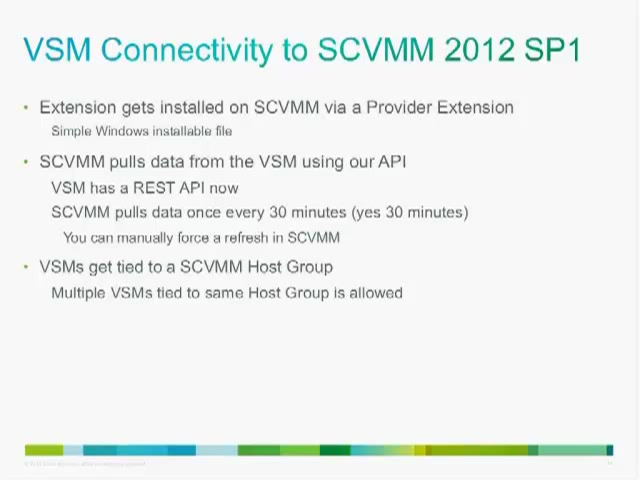 VSM Connectivity to SCVMM 2012 SP1
• Extension gets installed on SCVMM via a Provider Extension
Simple Windows installable file
• SCVMM pulls data from the VSM using our API
VSM has a REST API now
SCVMM pulls data once every 30 minutes (yes 30 minutes)
You can manually force a refresh in SCVMM
• VSMs get tied to a SCVMM Host Group
Multiple VSMs tied to same Host Group is allowed